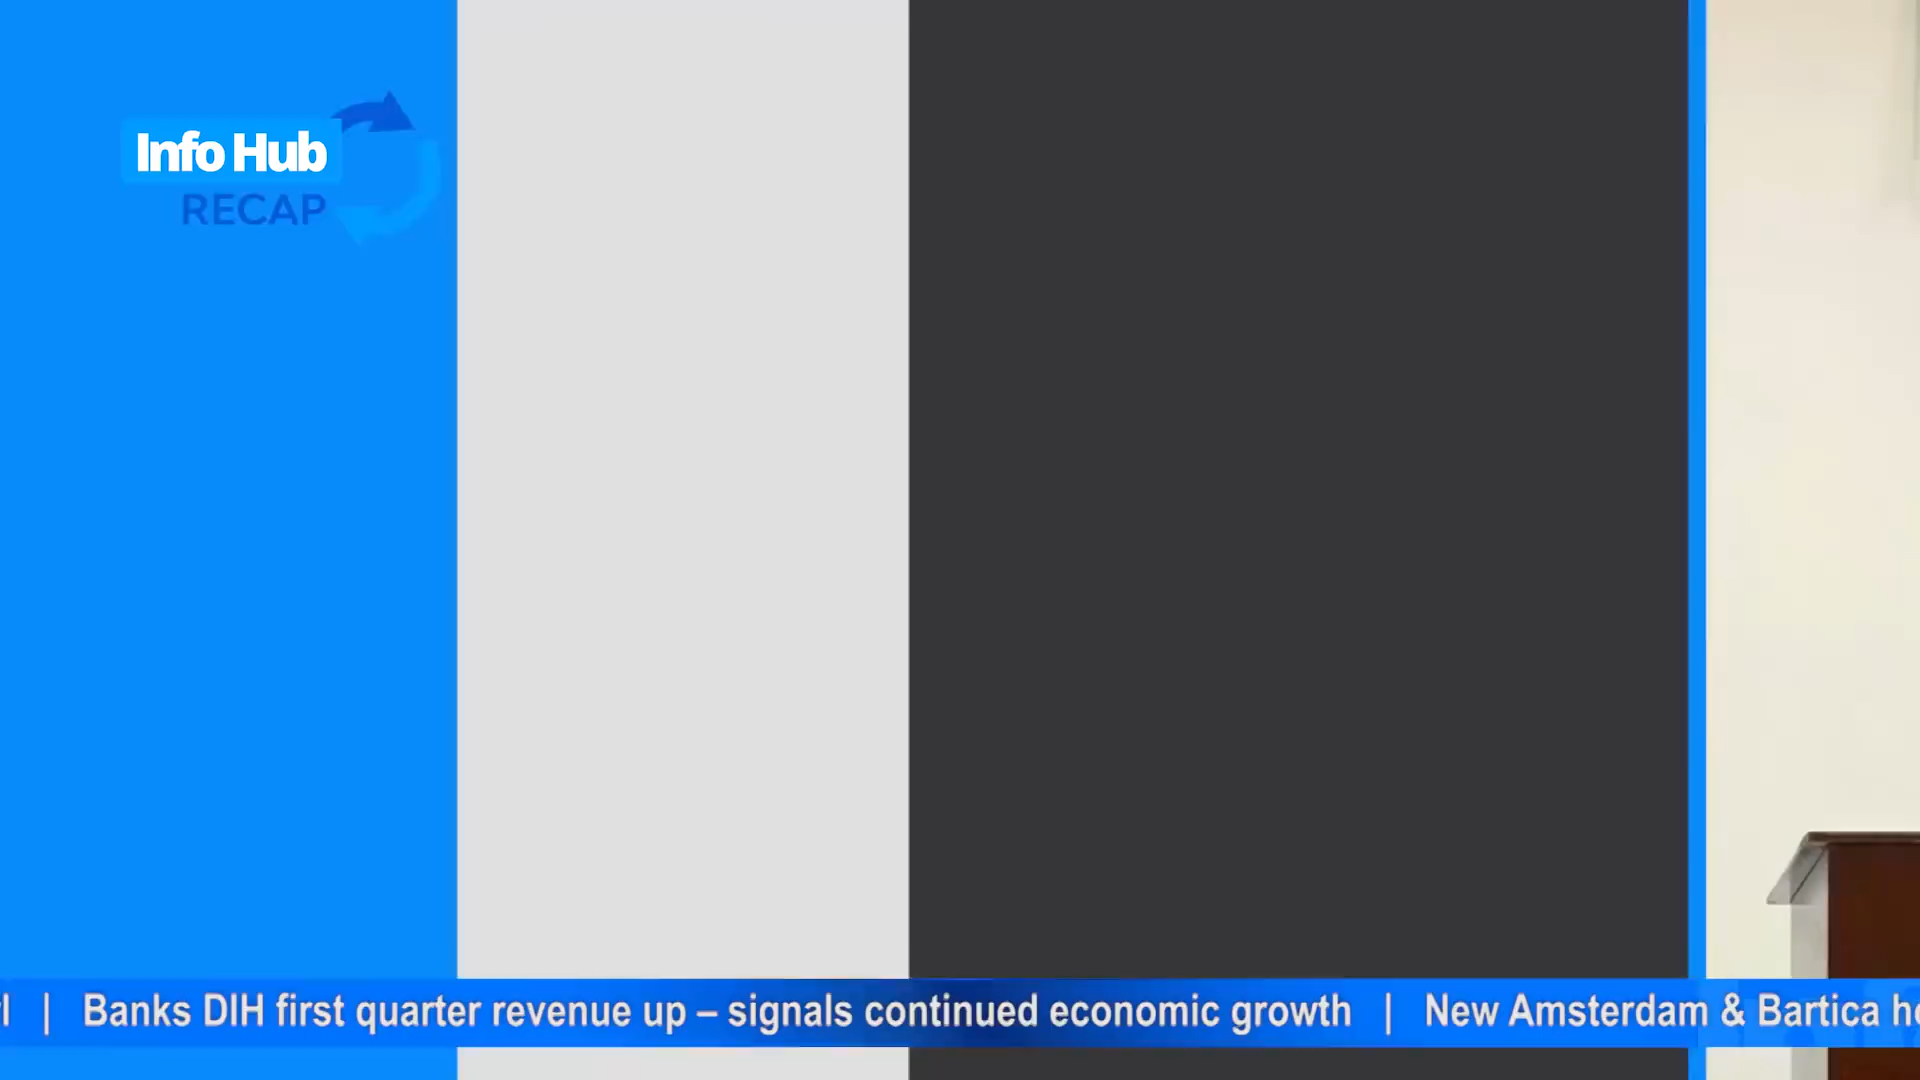 Info Hub
RECAP
| Banks DIH first quarter revenue up – signals continued economic growth | New Amsterdam & Bartica